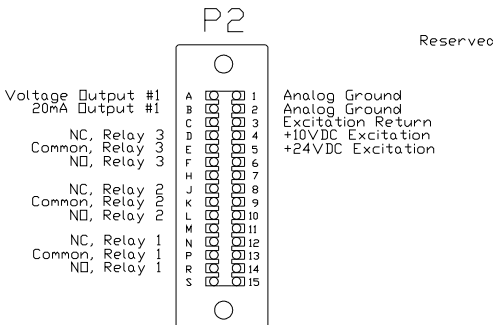 P2
Reserved
Voltage Output #1 A 1 Analog Ground
20mA Output #1 B 2 Analog Ground
C 3 Excitation Return
NC, Relay 3 D 4 +10VDC Excitation
Common, Relay 3 E 5 +24VDC Excitation
NO, Relay 3 F 6
H 7
NC, Relay 2 J 8
Common, Relay 2 K 9
NO, Relay 2 L 10
M 11
NC, Relay 1 N 12
Common, Relay 1 P 13
NO, Relay 1 R 14
S 15